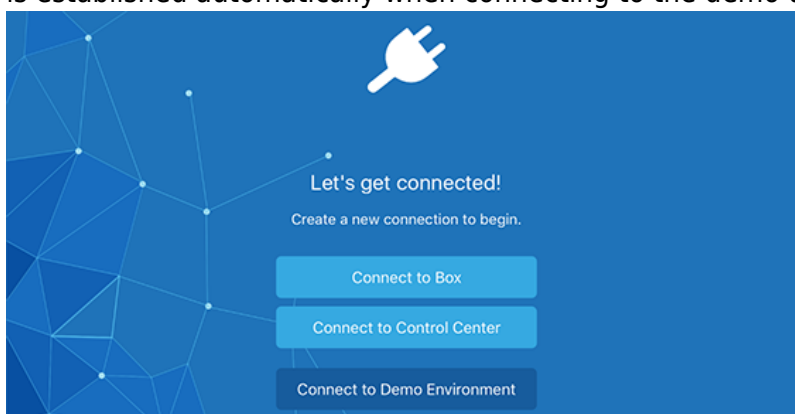 is established automatically when connecting to the demo
Let's get connected!
Create a new connection to begin.
Connect to Box
Connect to Control Center
Connect to Demo Environment